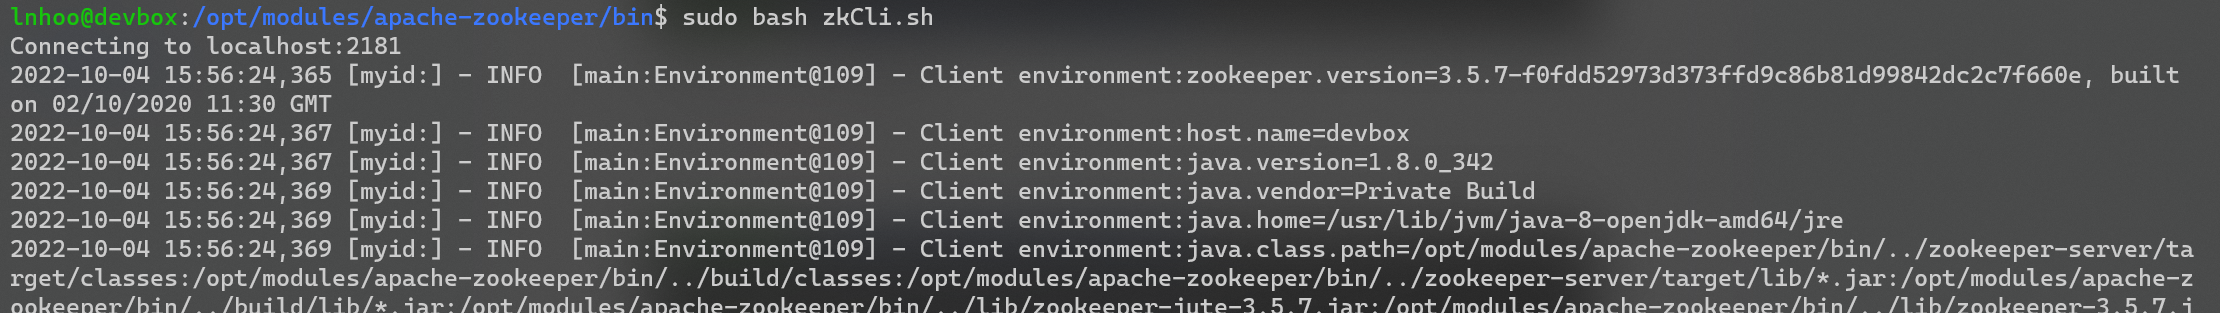 lnhoo@devbox:/opt/modules/apache-zookeeper/bin$ sudo bash zkCli.sh
Connecting to localhost:2181
2022-10-04 15:56:24,365 [myid:] - INFO  [main:Environment@109] - Client environment:zookeeper.version=3.5.7-f0fdd52973d373ffd9c86b81d99842dc2c7f660e, built
on 02/10/2020 11:30 GMT
2022-10-04 15:56:24,367 [myid:] - INFO  [main:Environment@109] - Client environment:host.name=devbox
2022-10-04 15:56:24,367 [myid:] - INFO  [main:Environment@109] - Client environment:java.version=1.8.0_342
2022-10-04 15:56:24,369 [myid:] - INFO  [main:Environment@109] - Client environment:java.vendor=Private Build
2022-10-04 15:56:24,369 [myid:] - INFO  [main:Environment@109] - Client environment:java.home=/usr/lib/jvm/java-8-openjdk-amd64/jre
2022-10-04 15:56:24,369 [myid:] - INFO  [main:Environment@109] - Client environment:java.class.path=/opt/modules/apache-zookeeper/bin/../zookeeper-server/ta
rget/classes:/opt/modules/apache-zookeeper/bin/../build/classes:/opt/modules/apache-zookeeper/bin/../zookeeper-server/target/lib/*.jar:/opt/modules/apache-z
ookeeper/bin/../build/lib/*.jar:/opt/modules/apache-zookeeper/bin/../lib/zookeeper-jute-3.5.7.jar:/opt/modules/apache-zookeeper/bin/../lib/zookeeper-3.5.7.j